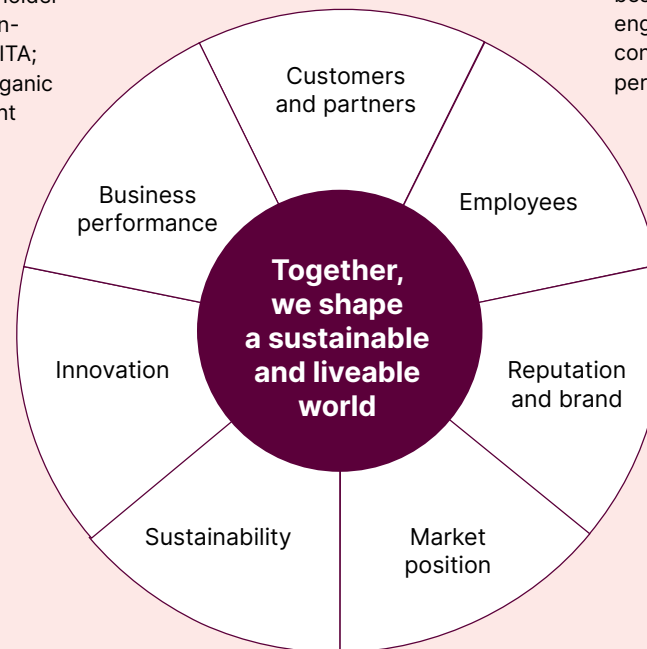 ITA;
Customers
and partners
Business
performance
Employees
Together,
we shape
a sustainable
and liveable
world
Innovation
Reputation
and brand
Sustainability
Market
position